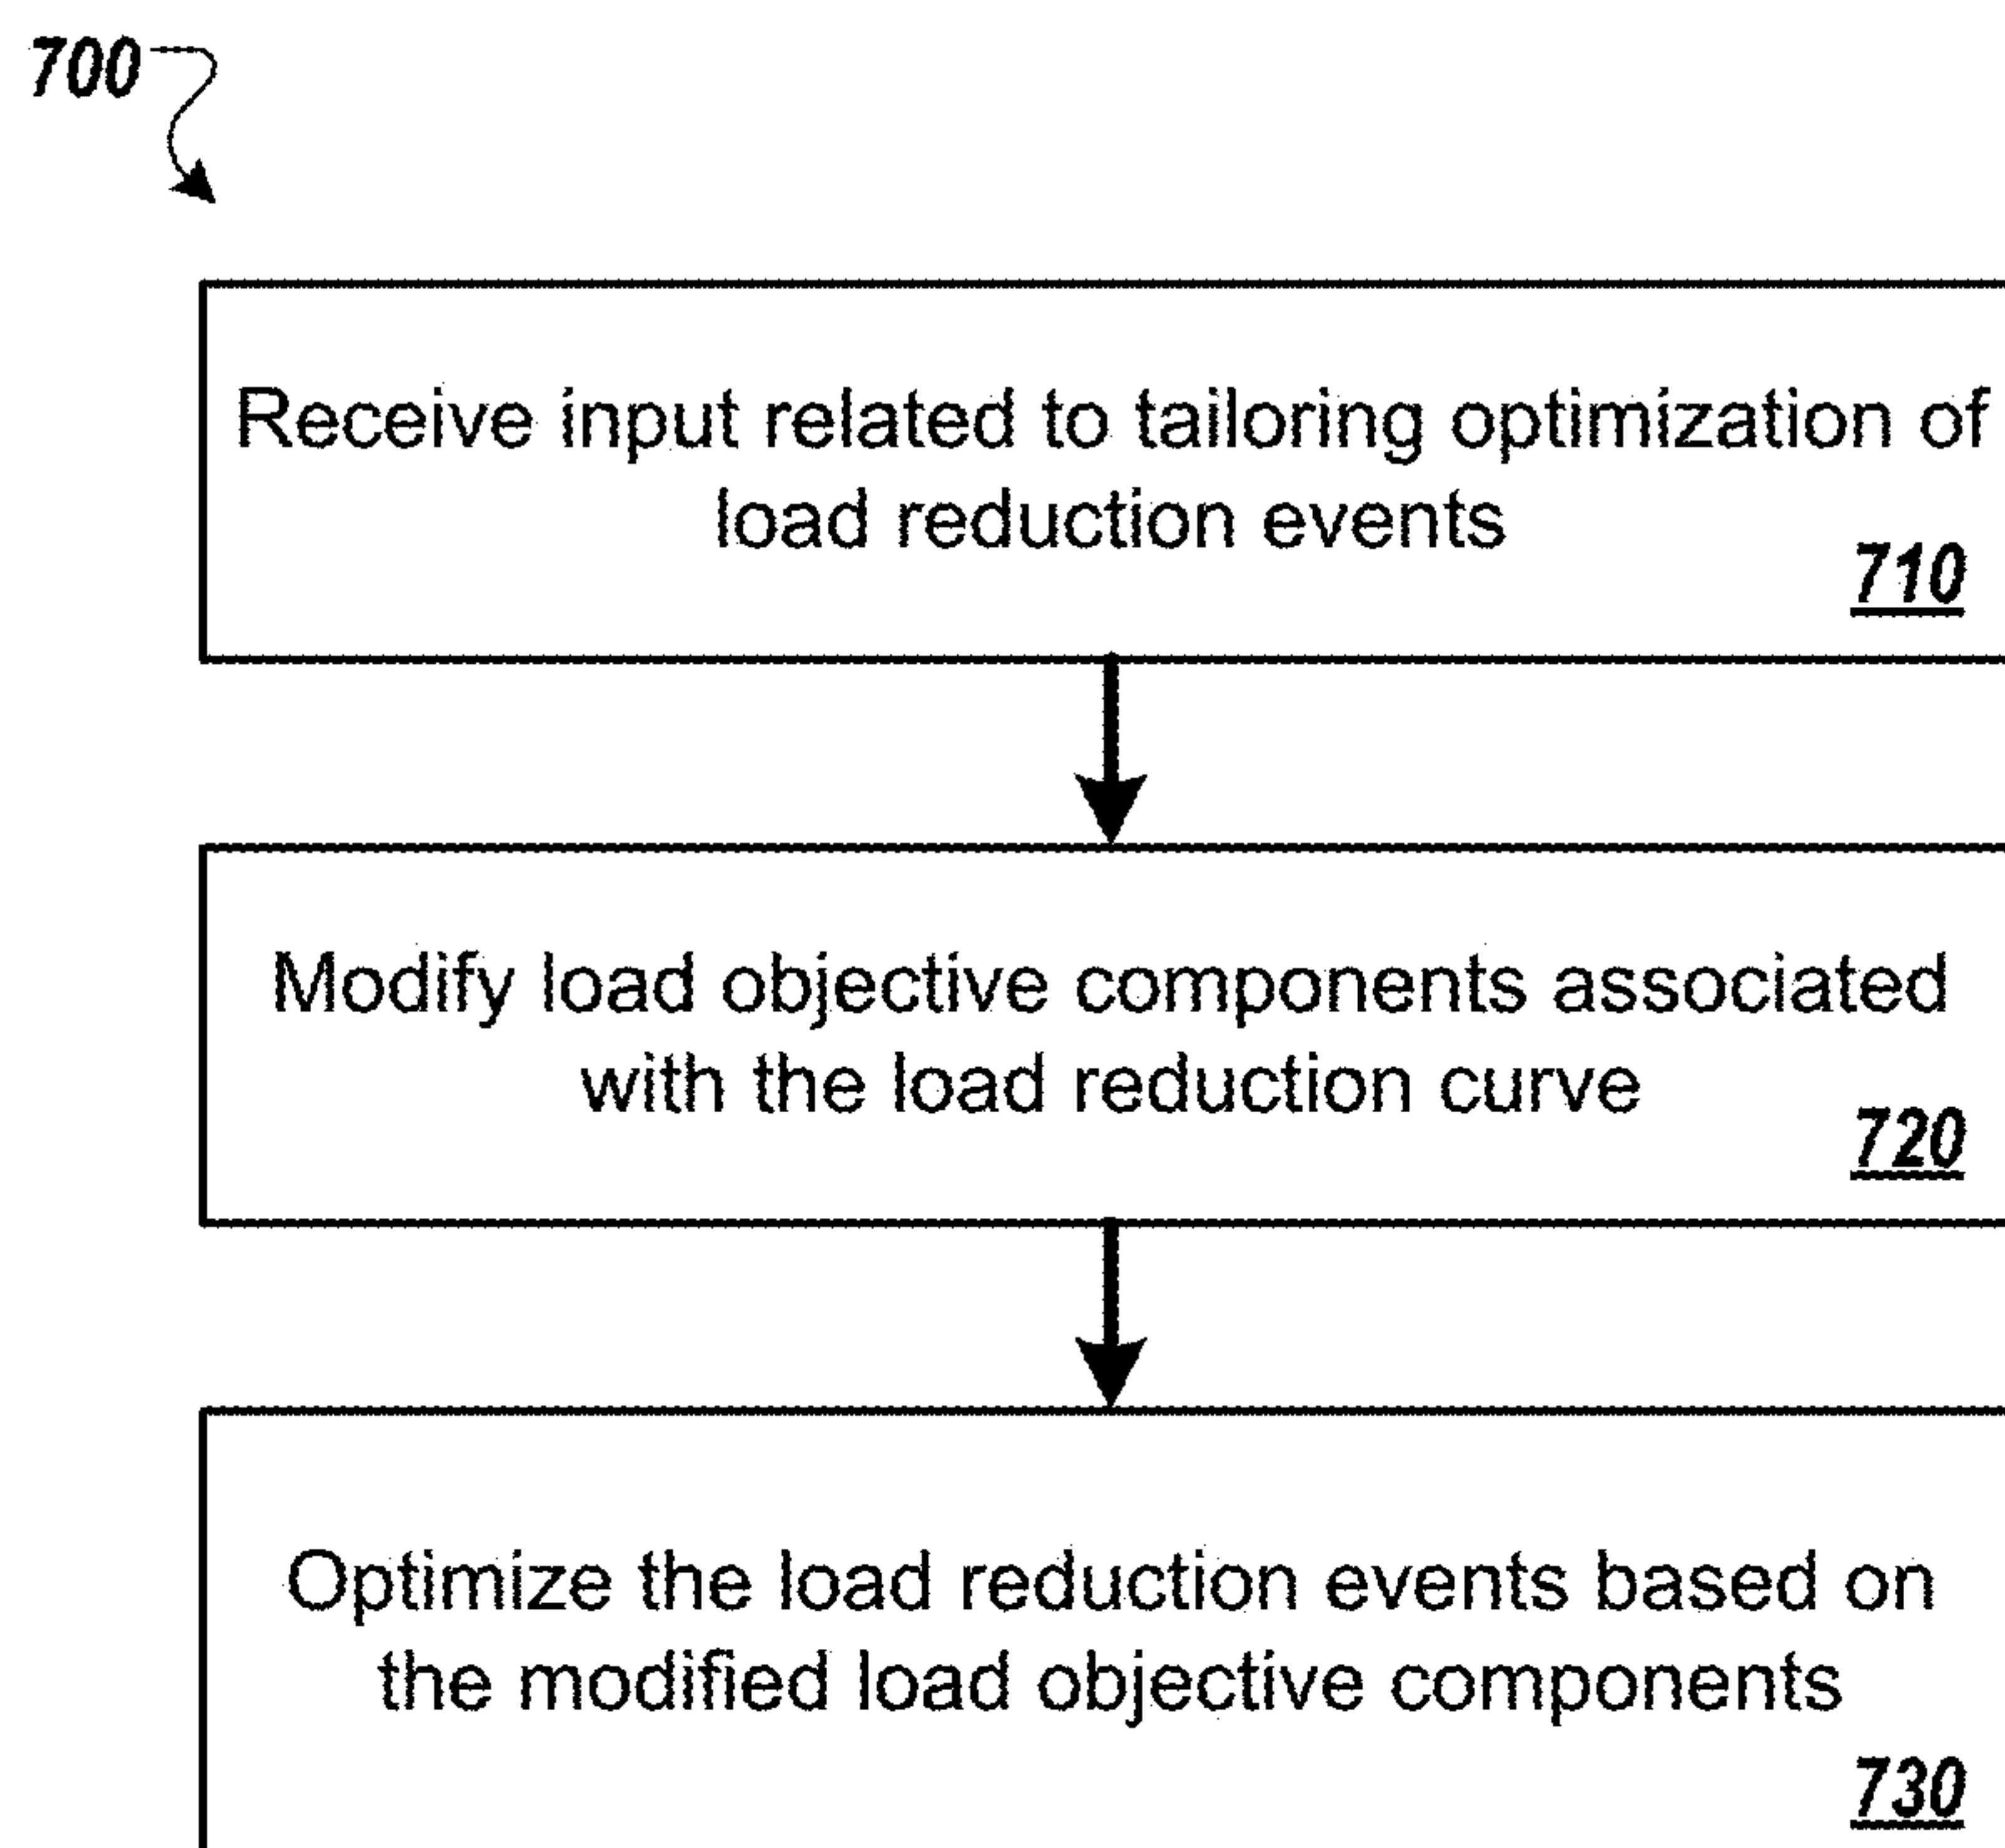 700
Receive input related to tailoring optimization of
load reduction events
710
Modify load objective components associated
with the load reduction curve
720
Optimize the load reduction events based on
the modified load objective components
730